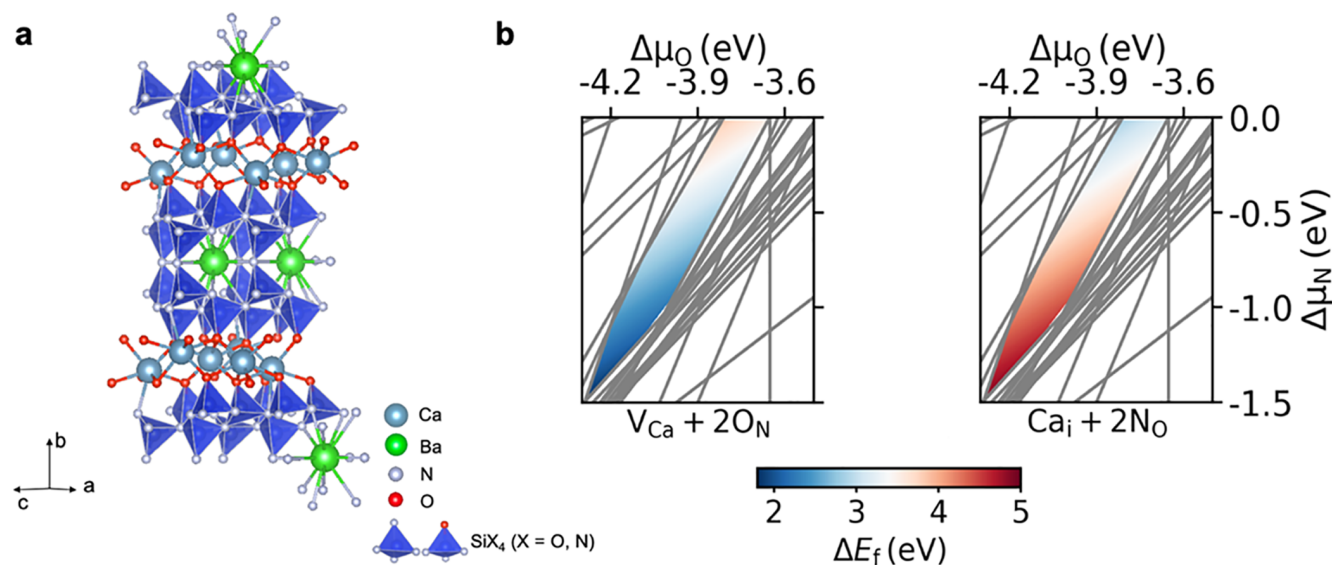 a
b
Δμ_O (eV)
-4.2 -3.9 -3.6
Δμ_O (eV)
-4.2 -3.9 -3.6
0.0
-0.5
-1.0
-1.5
Δμ_N (eV)
V_Ca + 2O_N
Ca_i + 2N_O
b
c
a
Ca
Ba
N
O
SiX₄ (X = O, N)
2 3 4 5
ΔE_f (eV)